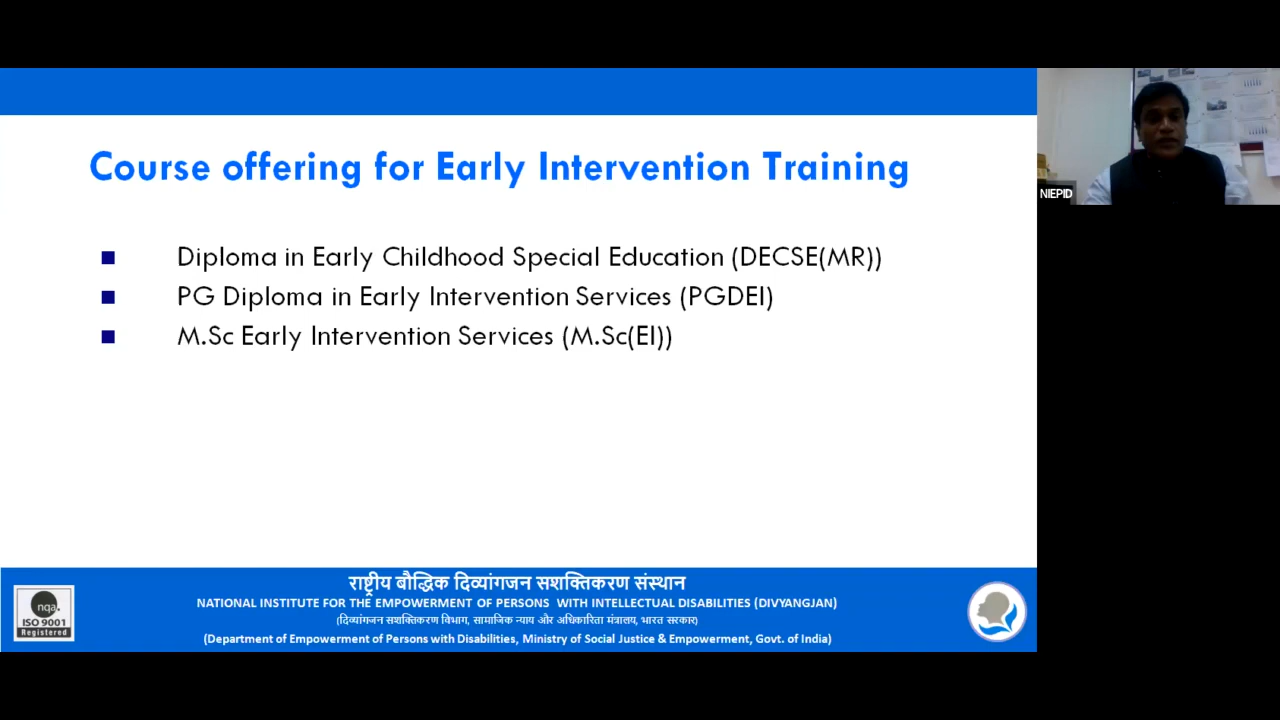 Course offering for Early Intervention Training
Diploma in Early Childhood Special Education (DECSE(MR))
PG Diploma in Early Intervention Services (PGDEI)
M.Sc Early Intervention Services (M.Sc(EI))
NIEPID
राष्ट्रीय बौद्धिक दिव्यांगजन सशक्तिकरण संस्थान
NATIONAL INSTITUTE FOR THE EMPOWERMENT OF PERSONS WITH INTELLECTUAL DISABILITIES (DIVYANGJAN)
(दिव्यांगजन सशक्तिकरण विभाग, सामाजिक न्याय और अधिकारिता मंत्रालय, भारत सरकार)
(Department of Empowerment of Persons with Disabilities, Ministry of Social Justice & Empowerment, Govt. of India)
nqa.
ISO 9001
Registered